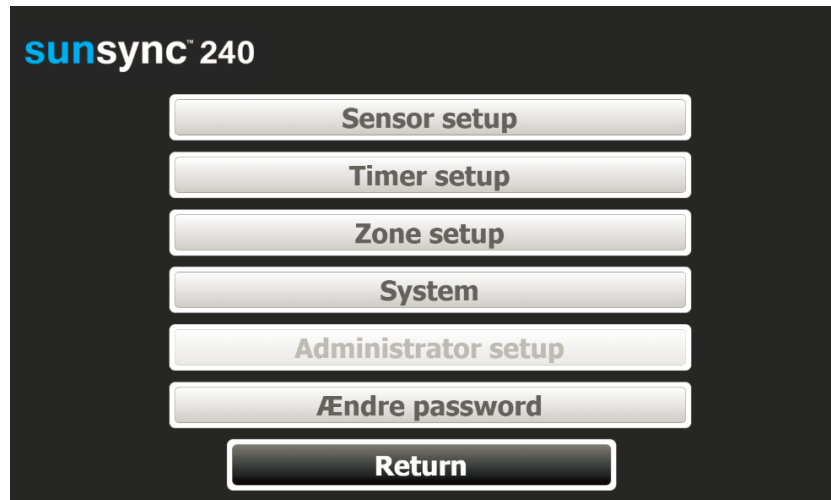 sunsync™ 240
Sensor setup
Timer setup
Zone setup
System
Administrator setup
Ændre password
Return